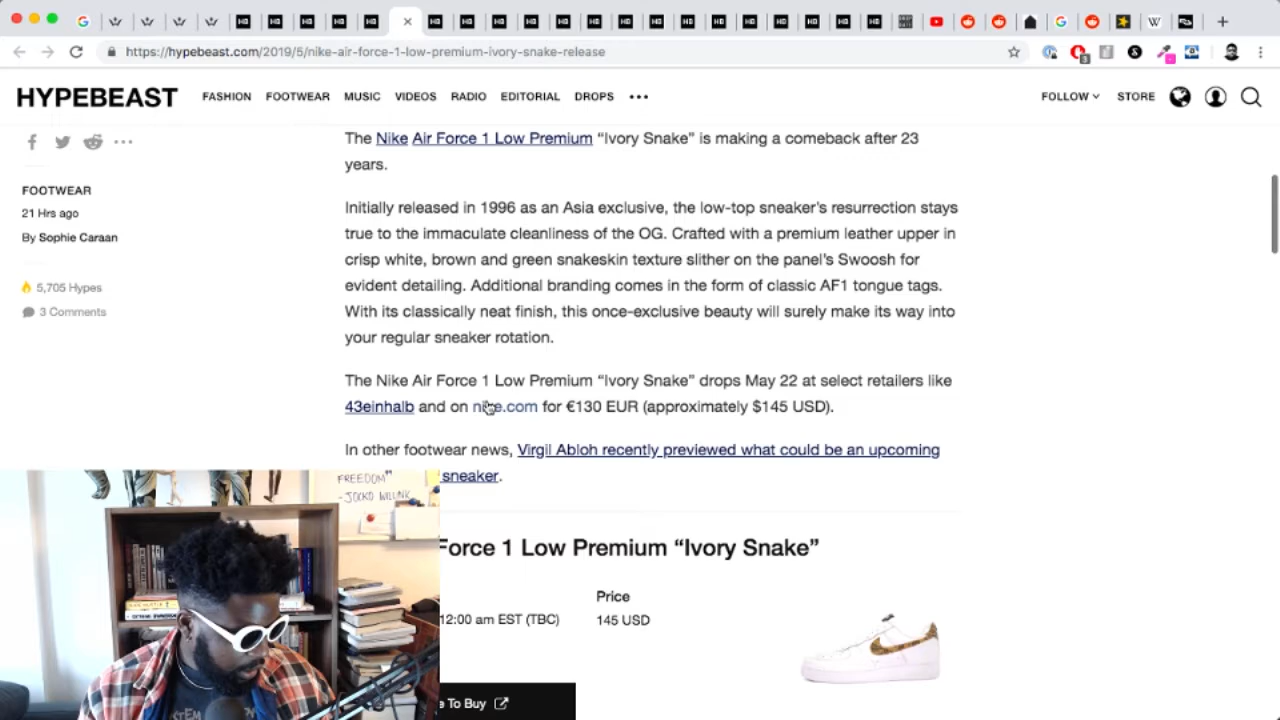 https://hypebeast.com/2019/5/nike-air-force-1-low-premium-ivory-snake-release
HYPEBEAST
FASHION FOOTWEAR MUSIC VIDEOS RADIO EDITORIAL DROPS
FOLLOW STORE
The Nike Air Force 1 Low Premium “Ivory Snake” is making a comeback after 23
years.
FOOTWEAR
21 Hrs ago
By Sophie Caraan
5,705 Hypes
3 Comments
Initially released in 1996 as an Asia exclusive, the low-top sneaker’s resurrection stays
true to the immaculate cleanliness of the OG. Crafted with a premium leather upper in
crisp white, brown and green snakeskin texture slither on the panel’s Swoosh for
evident detailing. Additional branding comes in the form of classic AF1 tongue tags.
With its classically neat finish, this once-exclusive beauty will surely make its way into
your regular sneaker rotation.
The Nike Air Force 1 Low Premium “Ivory Snake” drops May 22 at select retailers like
43einhalb and on nike.com for €130 EUR (approximately $145 USD).
In other footwear news, Virgil Abloh recently previewed what could be an upcoming
sneaker.
Force 1 Low Premium “Ivory Snake”
Price
12:00 am EST (TBC)
145 USD
To Buy
FREEDOM"
-JOCKO WILLINK